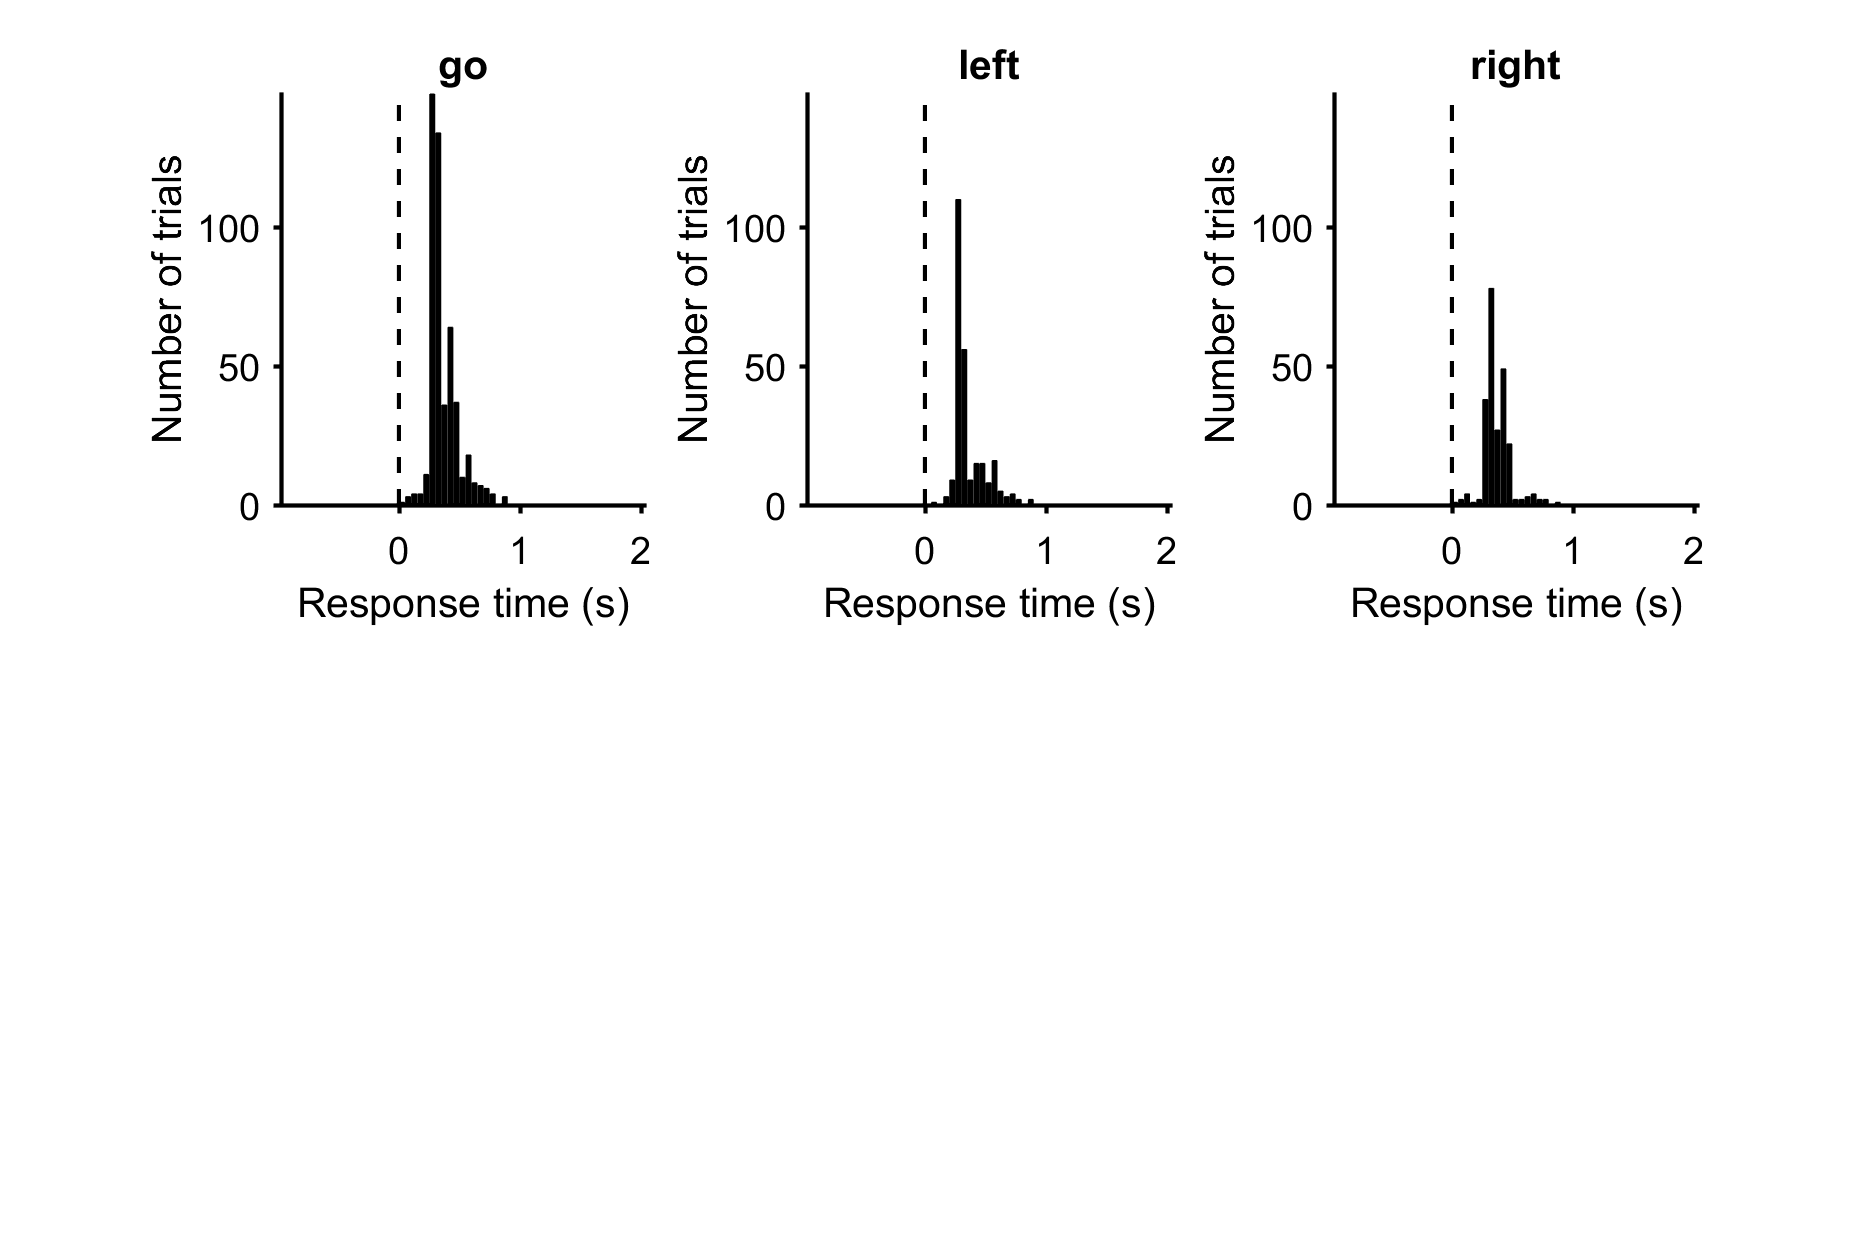 go
Number of trials
100
50
0
0 1 2
Response time (s)
left
Number of trials
100
50
0
0 1 2
Response time (s)
right
Number of trials
100
50
0
0 1 2
Response time (s)